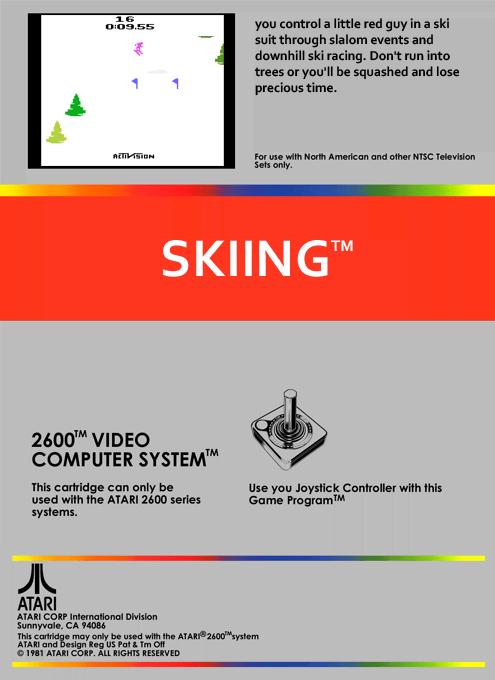 16
0:09.55
ACTIVISION
you control a little red guy in a ski
suit through slalom events and
downhill ski racing. Don't run into
trees or you'll be squashed and lose
precious time.
For use with North American and other NTSC Television
Sets only.
SKIING™
2600™ VIDEO
COMPUTER SYSTEM™
This cartridge can only be
used with the ATARI 2600 series
systems.
Use you Joystick Controller with this
Game Program™
ATARI
ATARI CORP International Division
Sunnyvale, CA 94086
This cartridge may only be used with the ATARI®2600™system
ATARI and Design Reg US Pat & Tm Off
© 1981 ATARI CORP. ALL RIGHTS RESERVED